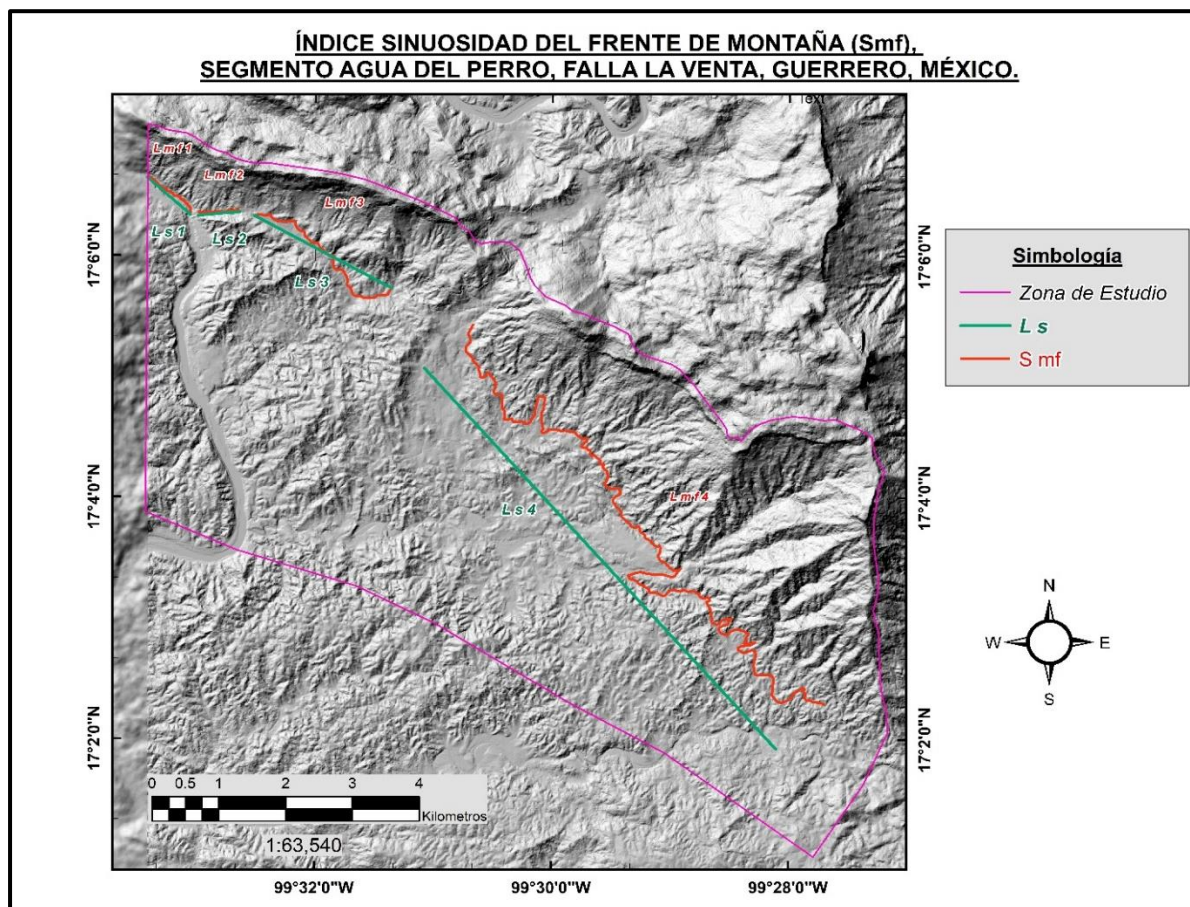 ÍNDICE SINUOSIDAD DEL FRENTE DE MONTAÑA (Smf),
SEGMENTO AGUA DEL PERRO, FALLA LA VENTA, GUERRERO, MÉXICO.
Text
Lmf1
Lmf2
Lmf3
Ls1
Ls2
Ls3
Ls4
Lmf4
17°6'0"N
17°4'0"N
17°2'0"N
17°6'0"N
17°4'0"N
17°2'0"N
Simbología
Zona de Estudio
L s
S mf
N
W
E
S
0 0.5 1 2 3 4
Kilometros
1:63,540
99°32'0"W 99°30'0"W 99°28'0"W